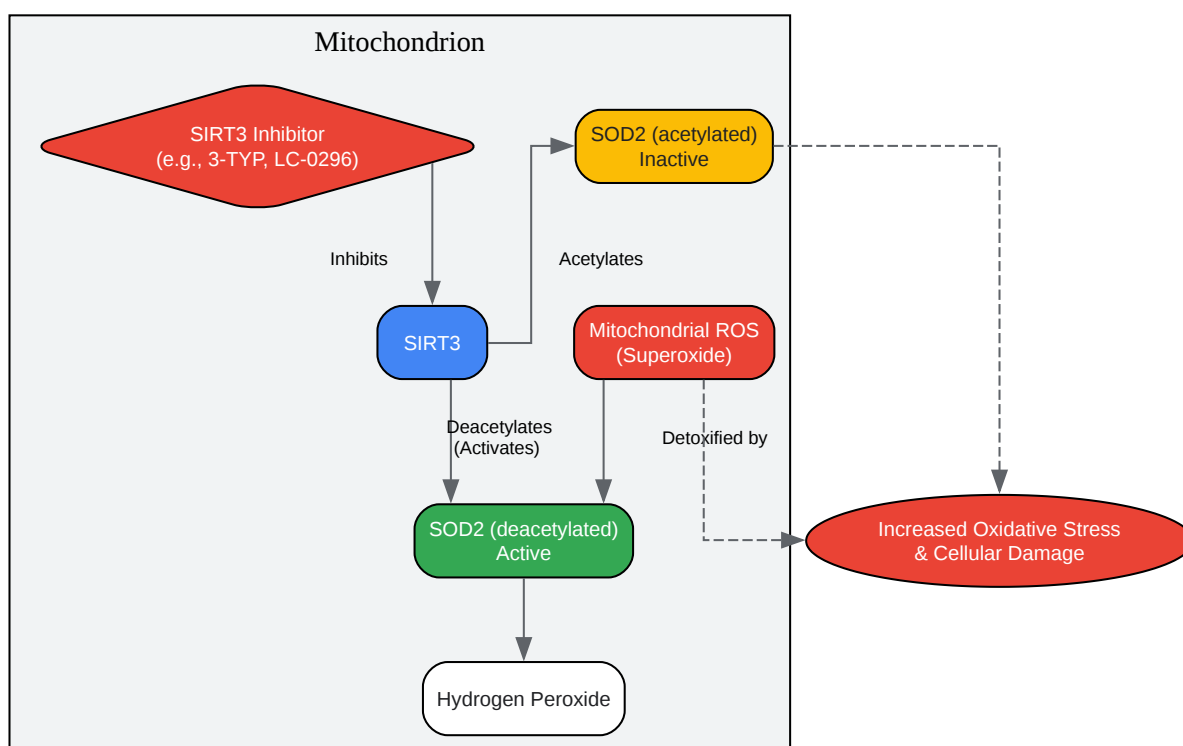 Mitochondrion
SIRT3 Inhibitor
(e.g., 3-TYP, LC-0296)
SOD2 (acetylated)
Inactive
Inhibits
Acetylates
SIRT3
Mitochondrial ROS
(Superoxide)
Deacetylates
(Activates)
Detoxified by
SOD2 (deacetylated)
Active
Increased Oxidative Stress
& Cellular Damage
Hydrogen Peroxide